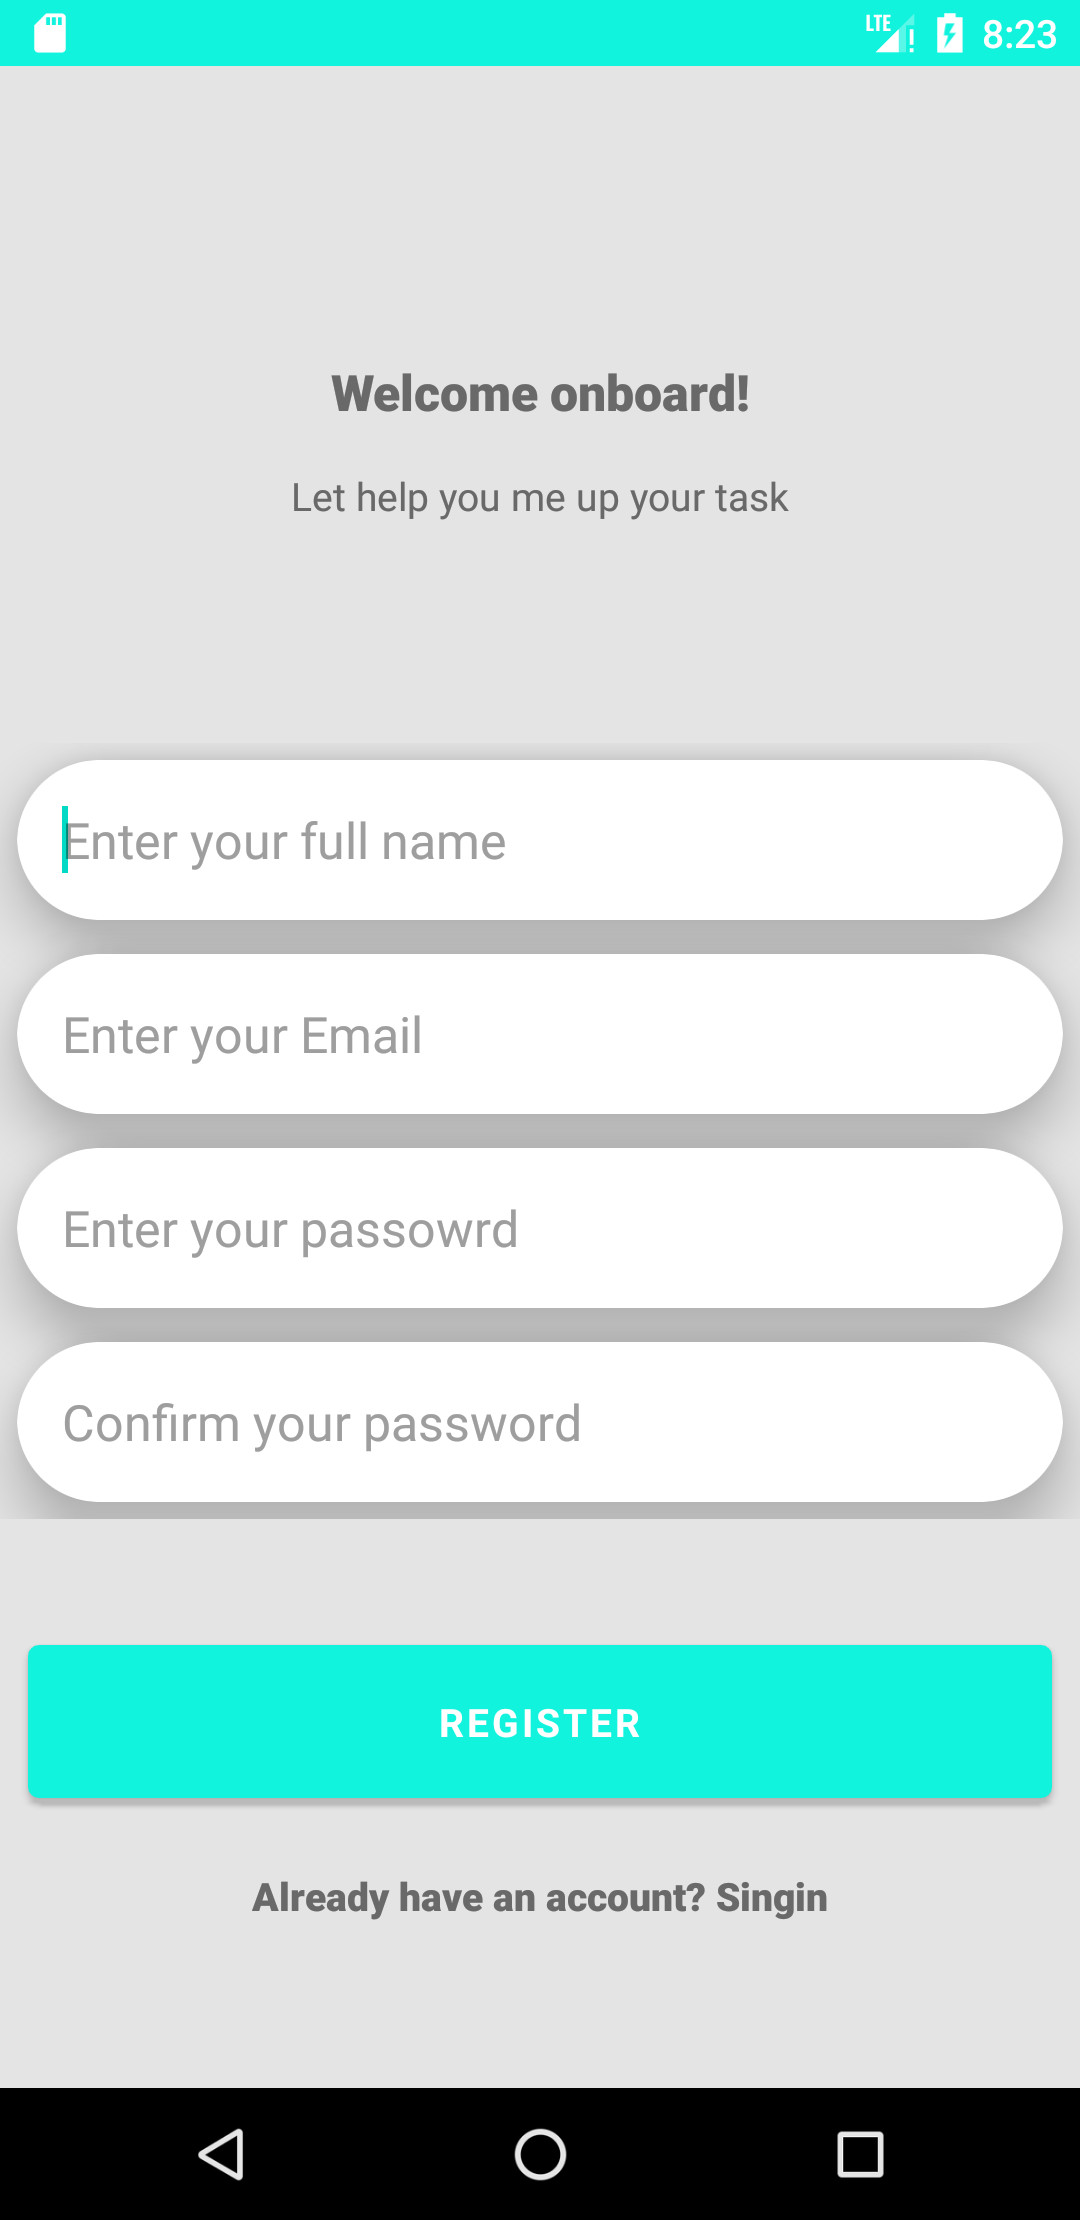 LTE 8:23
Welcome onboard!
Let help you me up your task
Enter your full name
Enter your Email
Enter your passowrd
Confirm your password
REGISTER
Already have an account? Singin